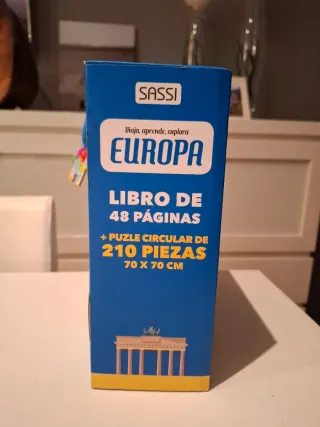 SASSI
Viaja, aprende, explora
EUROPA
LIBRO DE
48 PÁGINAS
+ PUZLE CIRCULAR DE
210 PIEZAS
70 X 70 CM